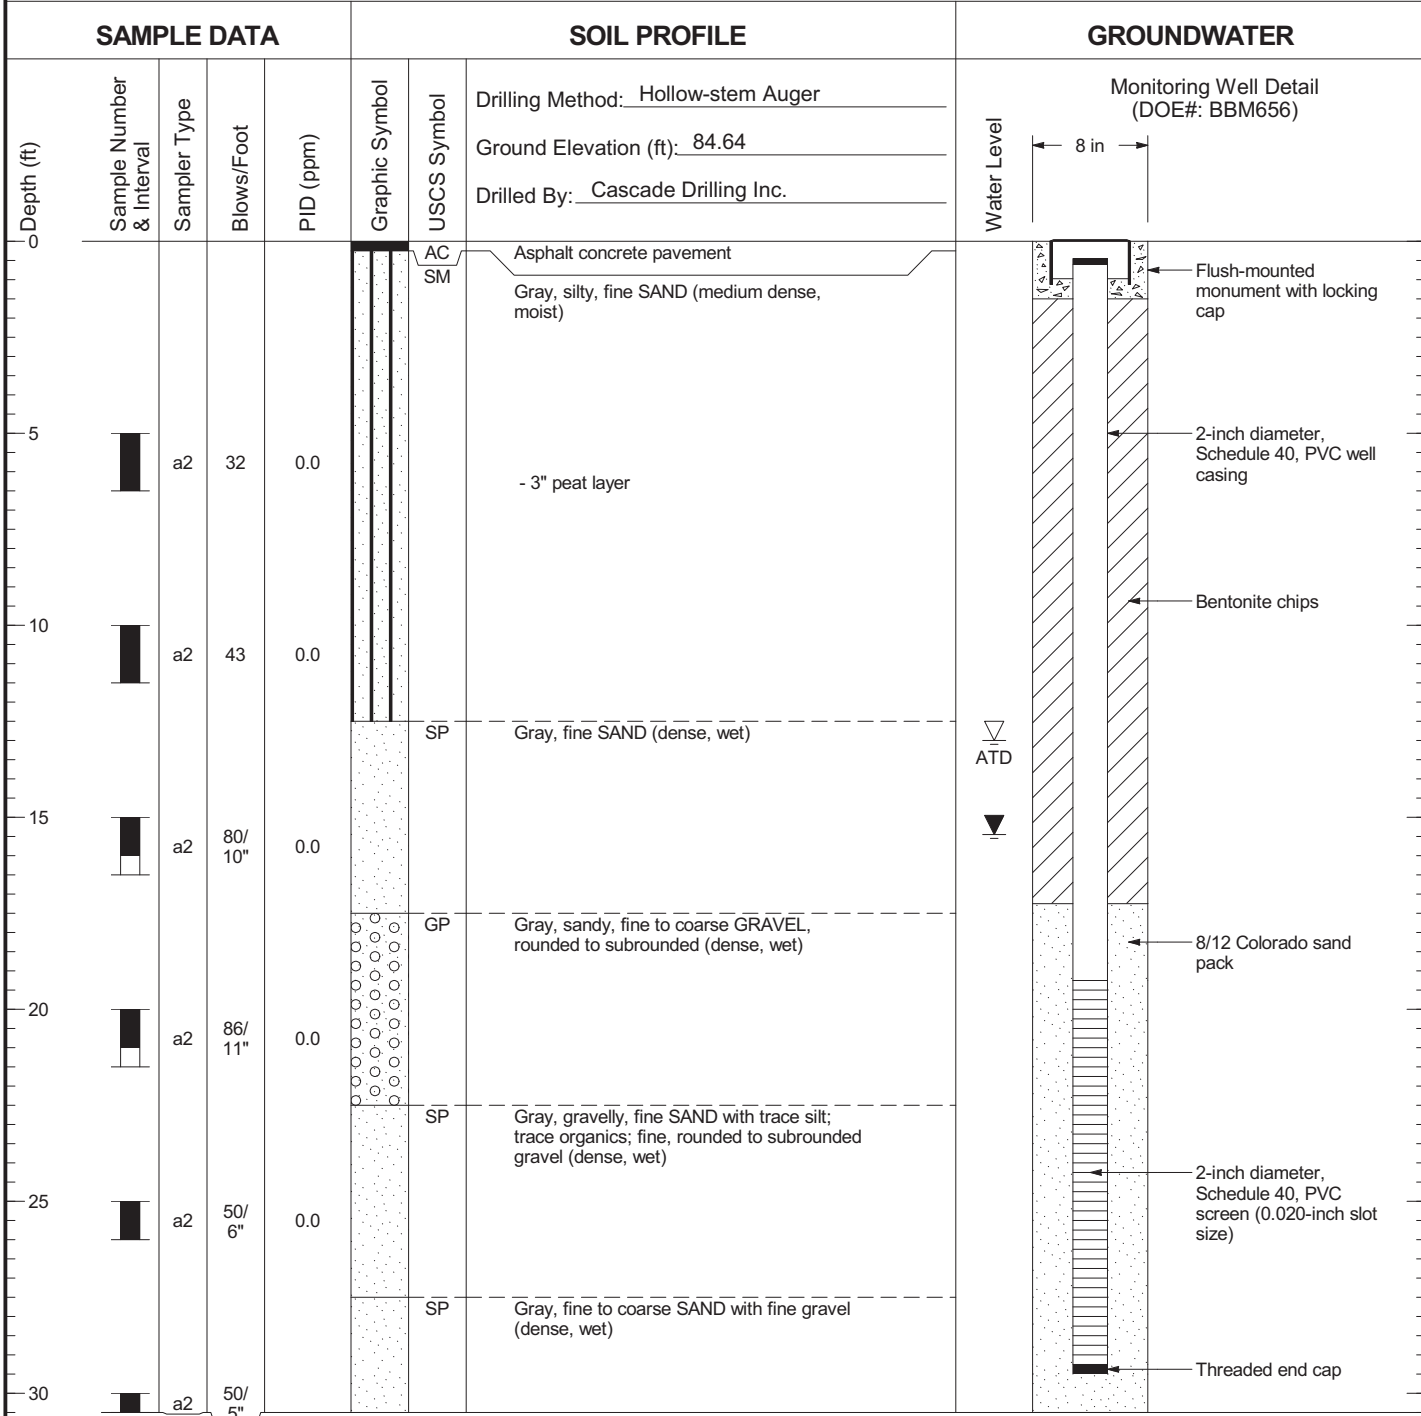 SAMPLE DATA
SOIL PROFILE
GROUNDWATER
Depth (ft)
Sample Number
& Interval
Sampler Type
Blows/Foot
PID (ppm)
Graphic Symbol
USCS Symbol
Drilling Method: Hollow-stem Auger
Ground Elevation (ft): 84.64
Drilled By: Cascade Drilling Inc.
Water Level
Monitoring Well Detail
(DOE#: BBM656)
8 in
0
AC
Asphalt concrete pavement
SM
Gray, silty, fine SAND (medium dense,
moist)
Flush-mounted
monument with locking
cap
5
a2
32
0.0
- 3" peat layer
2-inch diameter,
Schedule 40, PVC well
casing
10
a2
43
0.0
Bentonite chips
SP
Gray, fine SAND (dense, wet)
ATD
15
a2
80/
10"
0.0
GP
Gray, sandy, fine to coarse GRAVEL,
rounded to subrounded (dense, wet)
8/12 Colorado sand
pack
20
a2
86/
11"
0.0
SP
Gray, gravelly, fine SAND with trace silt;
trace organics; fine, rounded to subrounded
gravel (dense, wet)
2-inch diameter,
Schedule 40, PVC
screen (0.020-inch slot
size)
25
a2
50/
6"
0.0
SP
Gray, fine to coarse SAND with fine gravel
(dense, wet)
Threaded end cap
30
a2
50/
5"